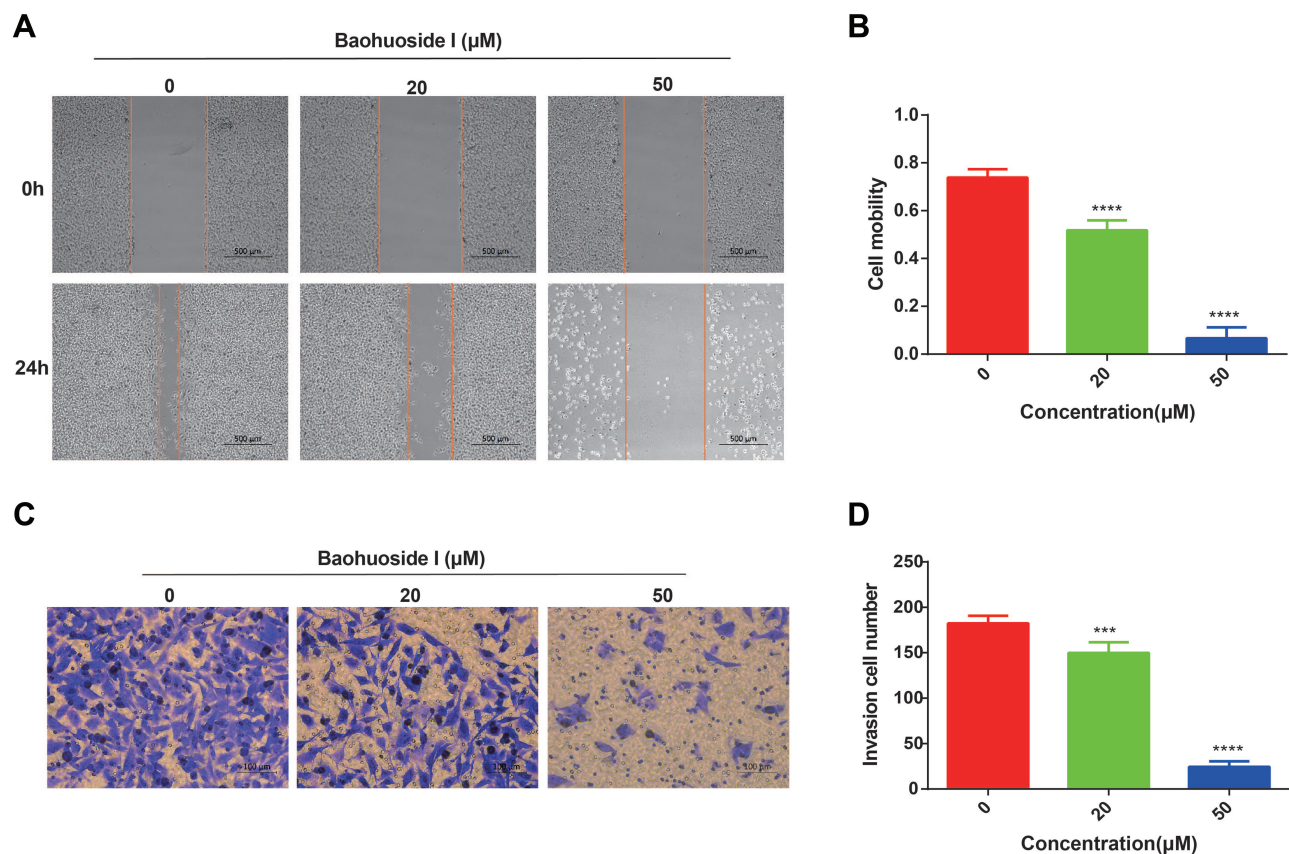 A
Baohuoside I (μM)
0 20 50
0h
500 μm 500 μm 500 μm
24h
500 μm 500 μm 500 μm
B
Cell mobility
1.0
0.8
0.6
0.4
0.2
0.0
****
****
0 20 50
Concentration(μM)
C
Baohuoside I (μM)
0 20 50
100 μm 100 μm 100 μm
D
Invasion cell number
250
200
150
100
50
0
***
****
0 20 50
Concentration(μM)